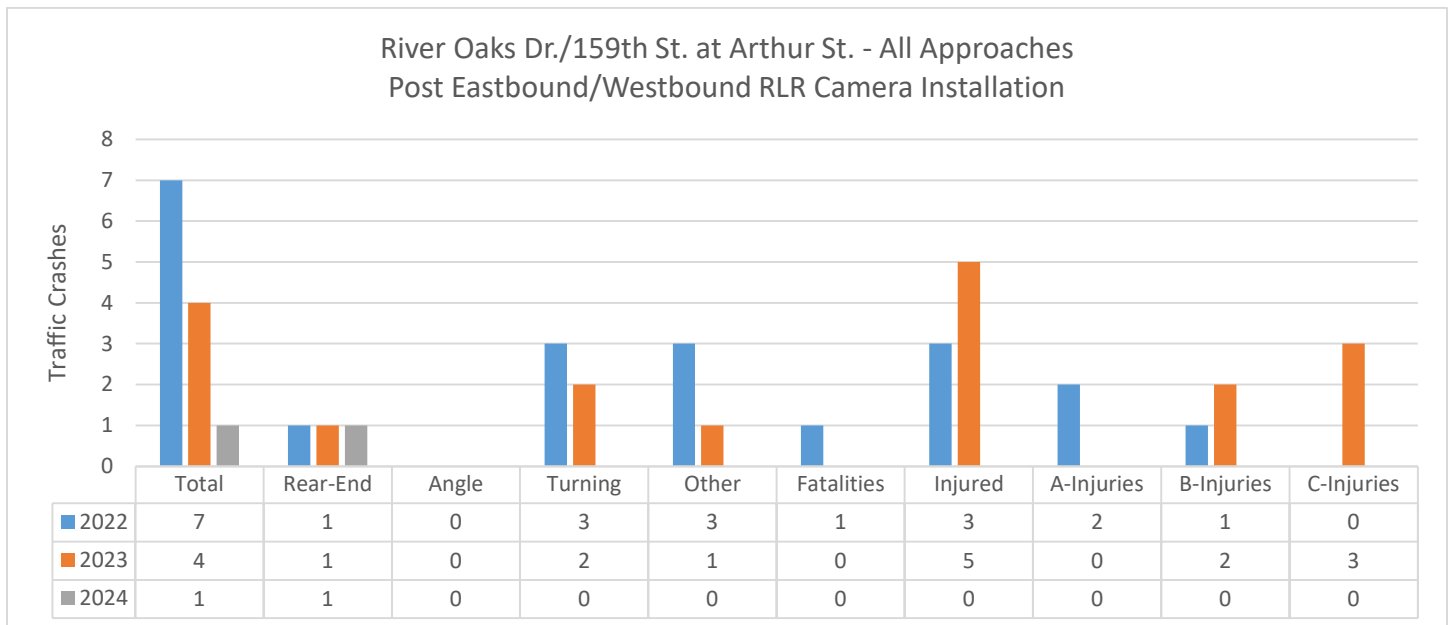 River Oaks Dr./159th St. at Arthur St. - All Approaches
Post Eastbound/Westbound RLR Camera Installation
Traffic Crashes
8
7
6
5
4
3
2
1
0
Total Rear-End Angle Turning Other Fatalities Injured A-Injuries B-Injuries C-Injuries
2022 7 1 0 3 3 1 3 2 1 0
2023 4 1 0 2 1 0 5 0 2 3
2024 1 1 0 0 0 0 0 0 0 0